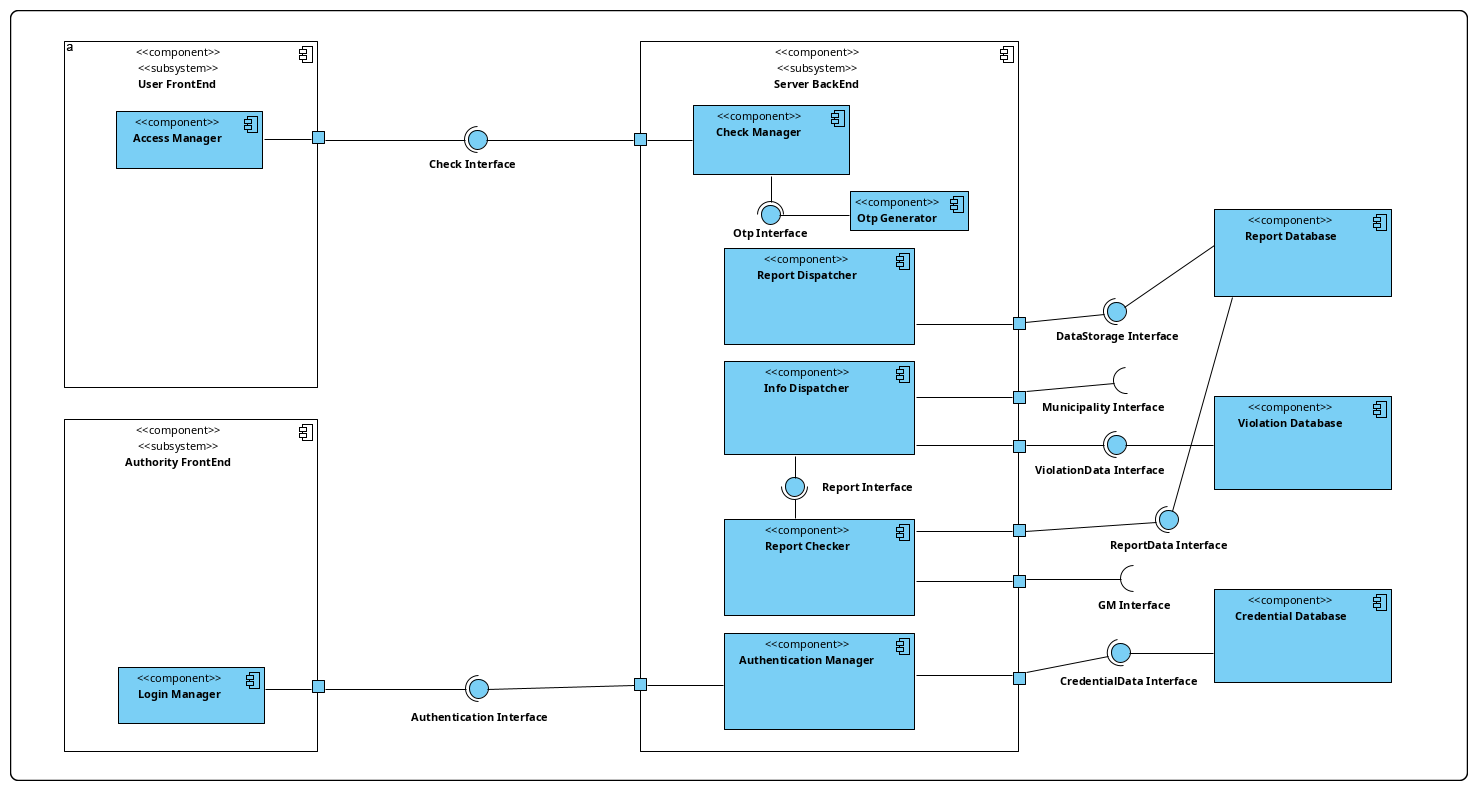 a
<<component>>
<<subsystem>>
User FrontEnd
<<component>>
Access Manager
Check Interface
<<component>>
<<subsystem>>
Server BackEnd
<<component>>
Check Manager
<<component>>
Otp Generator
Otp Interface
<<component>>
Report Dispatcher
<<component>>
Report Database
DataStorage Interface
<<component>>
Info Dispatcher
Municipality Interface
<<component>>
Violation Database
ViolationData Interface
<<component>>
<<subsystem>>
Authority FrontEnd
Report Interface
<<component>>
Report Checker
ReportData Interface
GM Interface
<<component>>
Credential Database
<<component>>
Authentication Manager
CredentialData Interface
<<component>>
Login Manager
Authentication Interface